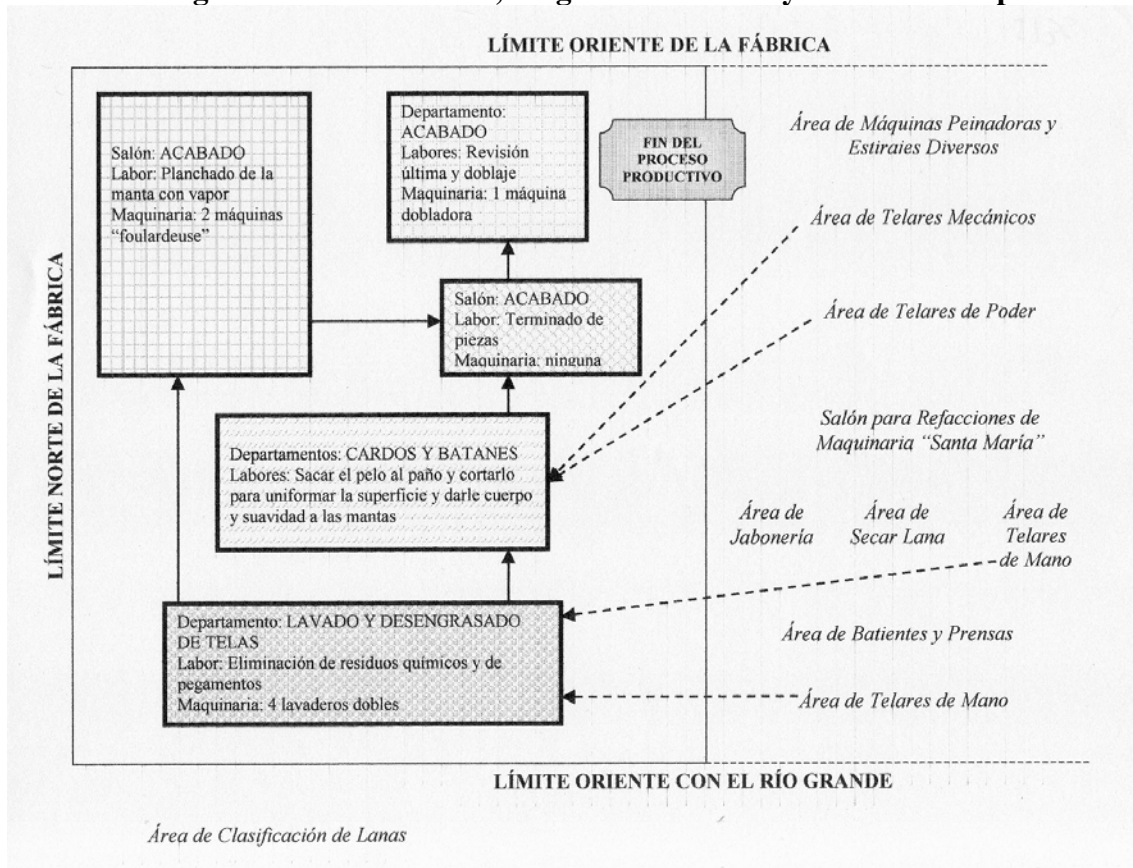 LÍMITE ORIENTE DE LA FÁBRICA
Salón: ACABADO
Labor: Planchado de la
manta con vapor
Maquinaria: 2 máquinas
“foulardeuse”
Departamento:
ACABADO
Labores: Revisión
última y doblaje
Maquinaria: 1 máquina
dobladora
FIN DEL
PROCESO
PRODUCTIVO
Área de Máquinas Peinadoras y
Estiraies Diversos
Área de Telares Mecánicos
LÍMITE NORTE DE LA FÁBRICA
Salón: ACABADO
Labor: Terminado de
piezas
Maquinaria: ninguna
Área de Telares de Poder
Salón para Refacciones de
Maquinaria “Santa María”
Departamentos: CARDOS Y BATANES
Labores: Sacar el pelo al paño y cortarlo
para uniformar la superficie y darle cuerpo
y suavidad a las mantas
Área de
Jabonería
Área de
Secar Lana
Área de
Telares
de Mano
Departamento: LAVADO Y DESENGRASADO
DE TELAS
Labor: Eliminación de residuos químicos y de
pegamentos
Maquinaria: 4 lavaderos dobles
Área de Batientes y Prensas
Área de Telares de Mano
LÍMITE ORIENTE CON EL RÍO GRANDE
Área de Clasificación de Lanas